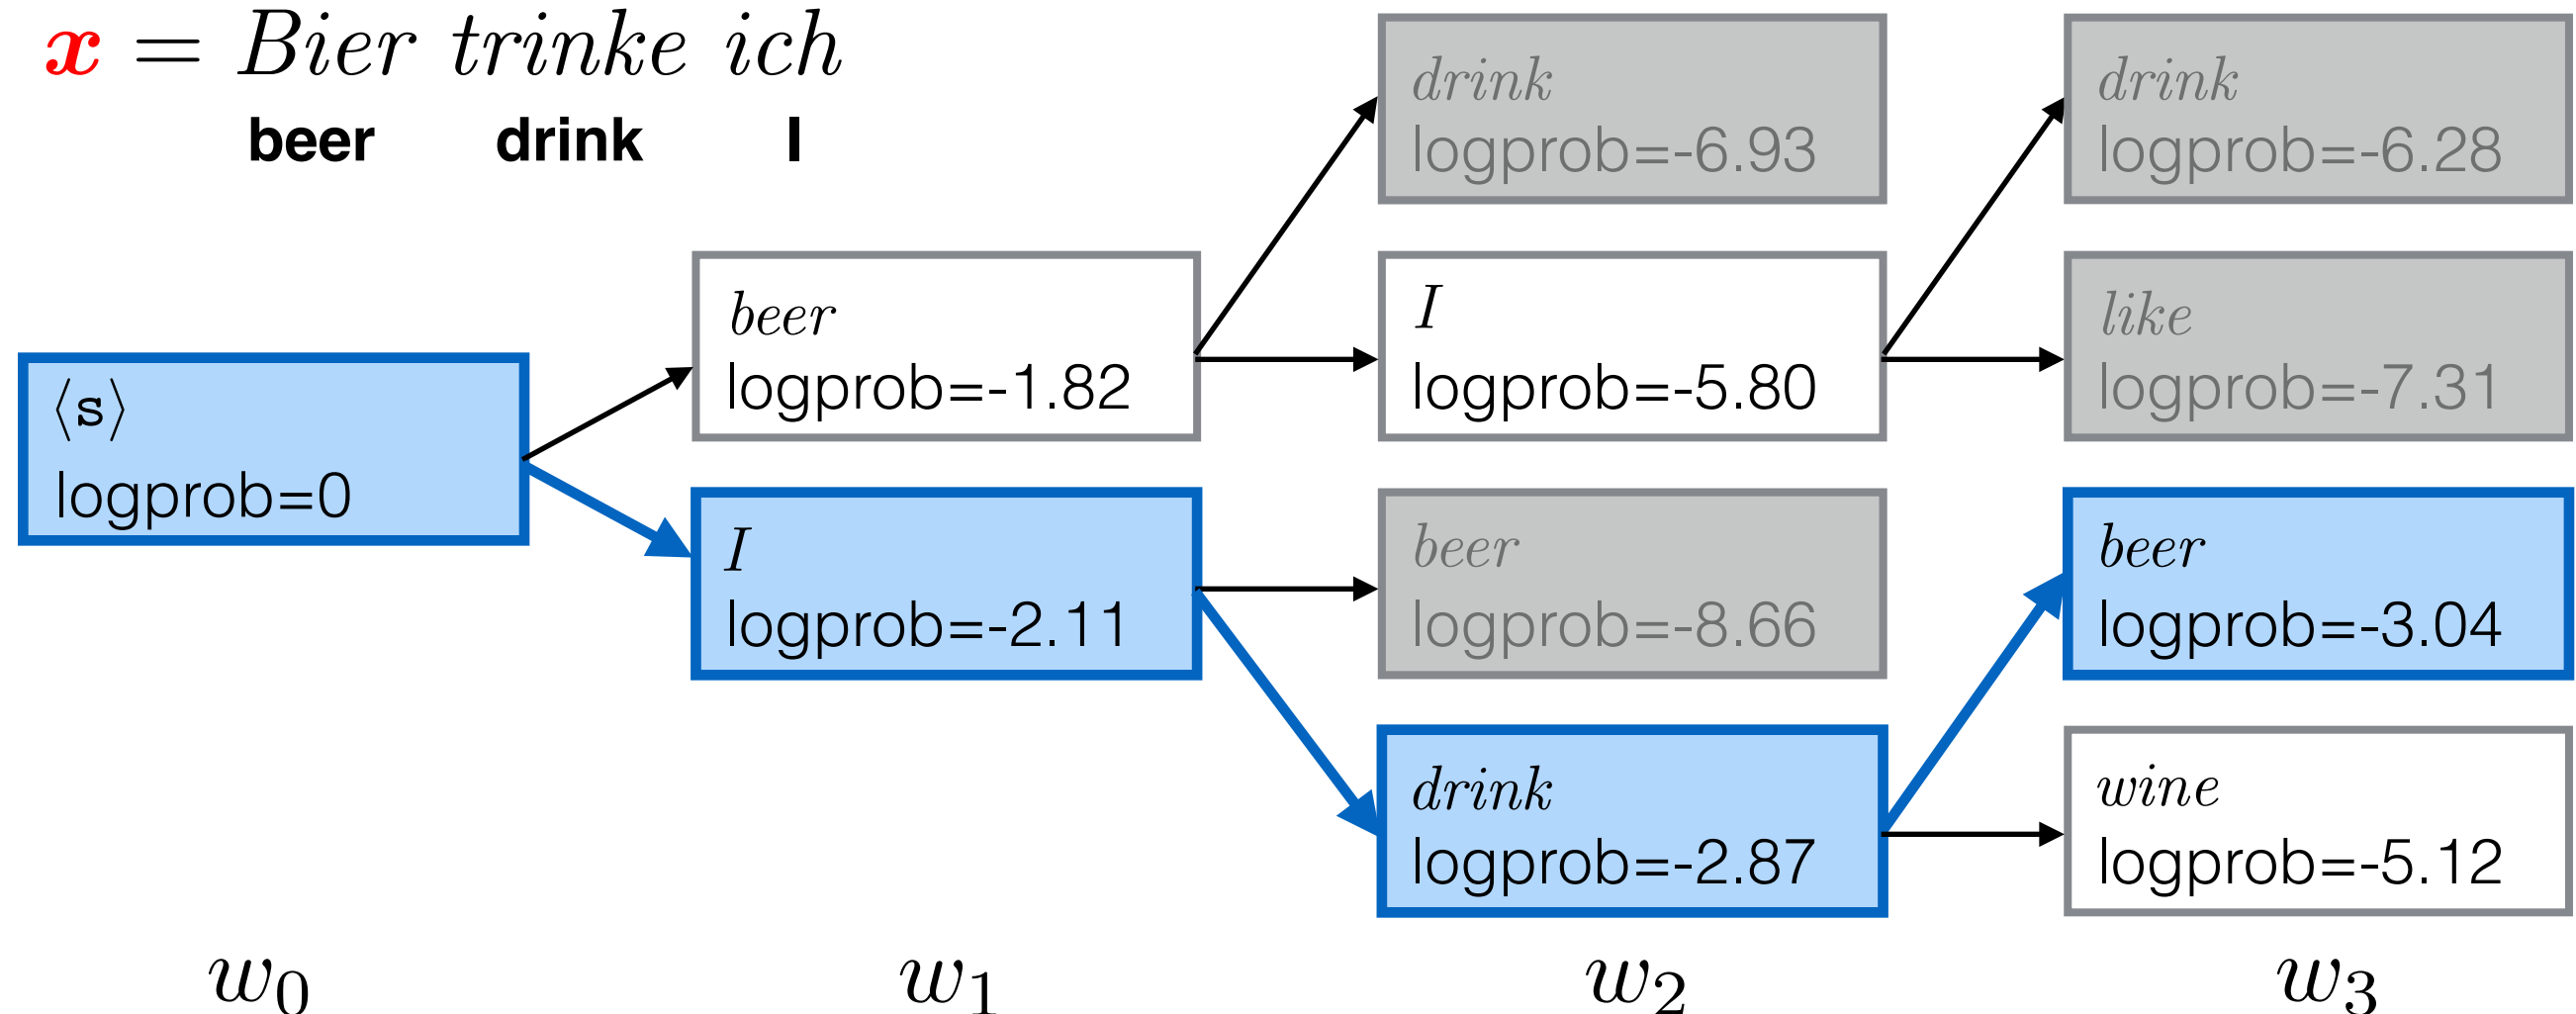 x = Bier trinke ich
beer drink I
⟨s⟩
logprob=0
beer
logprob=-1.82
I
logprob=-2.11
drink
logprob=-6.93
I
logprob=-5.80
beer
logprob=-8.66
drink
logprob=-2.87
drink
logprob=-6.28
like
logprob=-7.31
beer
logprob=-3.04
wine
logprob=-5.12
w₀ w₁ w₂ w₃